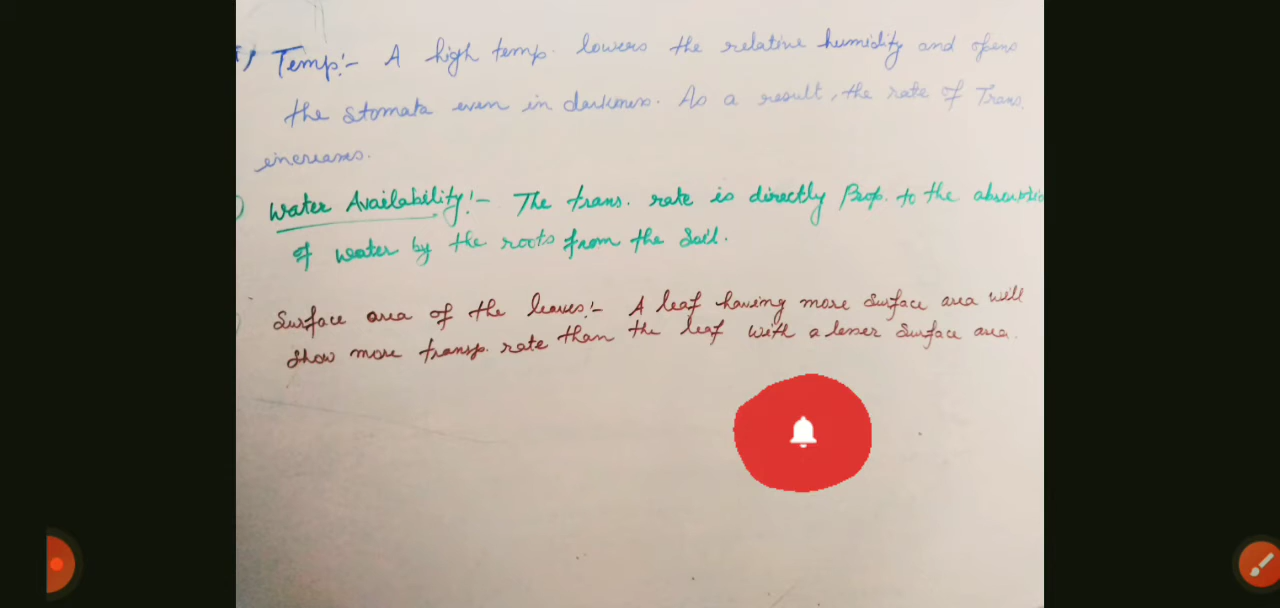 Temp:- A high temp. lowers the relative humidity and opens
the stomata even in darkness. As a result, the rate of Trans.
increases.
Water Availability:- The trans. rate is directly Prop. to the absorptio
of water by the roots from the Soil.
Surface area of the leaves:- A leaf having more Surface area will
show more transp. rate than the leaf with a lesser Surface area.